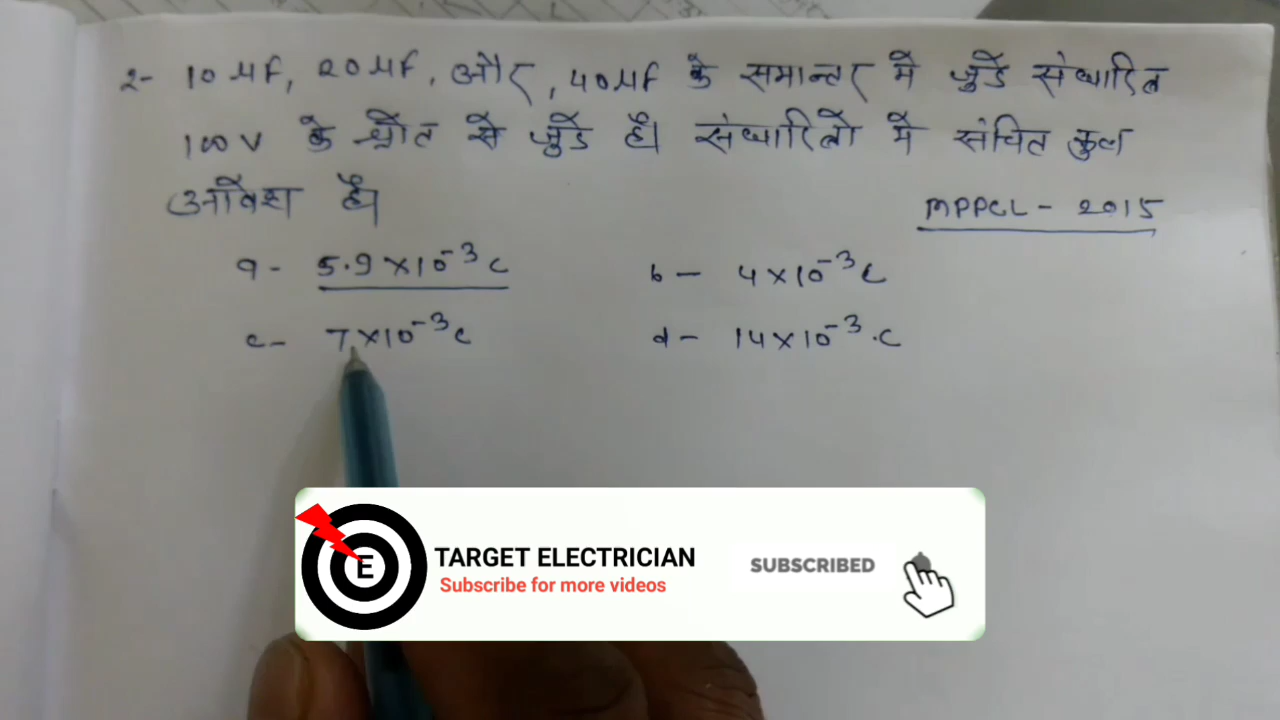 2- 10 µF, 20 µF, और, 40 µF के समान्तर मे जुडे संधारित
100 V के श्रौत से जुडे है। संधारितो मे संचित कुल
आवेश है।
MPPCL - 2015
a - 5.9 × 10⁻³ C
b - 4 × 10⁻³ C
c - 7 × 10⁻³ C
d - 14 × 10⁻³ .C
E
TARGET ELECTRICIAN
Subscribe for more videos
SUBSCRIBED